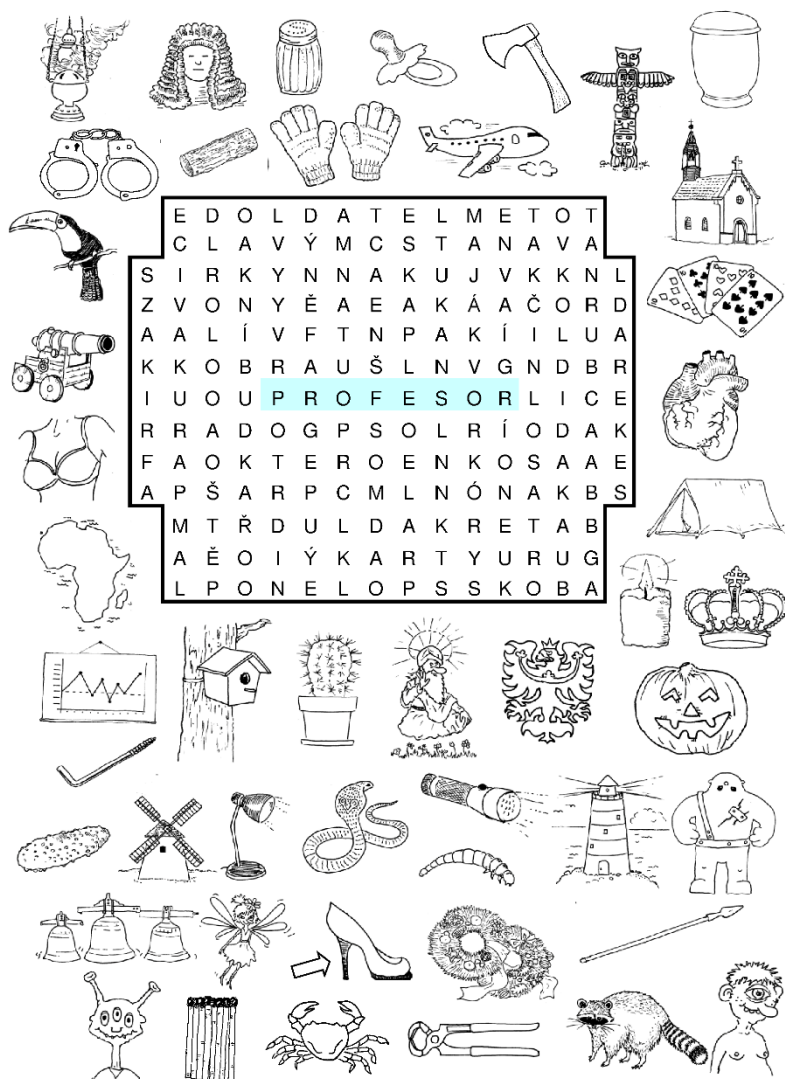 E D O L D A T E L M E T O T
C L A V Ý M C S T A N A V A
S I R K Y N N A K U J V K K N L
Z V O N Y Ě A E A K Á A Č O R D
A A L Í V F T N P A K Í I L U A
K K O B R A U Š L N V G N D B R
I U O U P R O F E S O R L I C E
R R A D O G P S O L R Í O D A K
F A O K T E R O E N K O S A A E
A P Š A R P C M L N Ó N A K B S
M T Ř D U L D A K R E T A B
A Ě O I Ý K A R T Y U R U G
L P O N E L O P S S K O B A